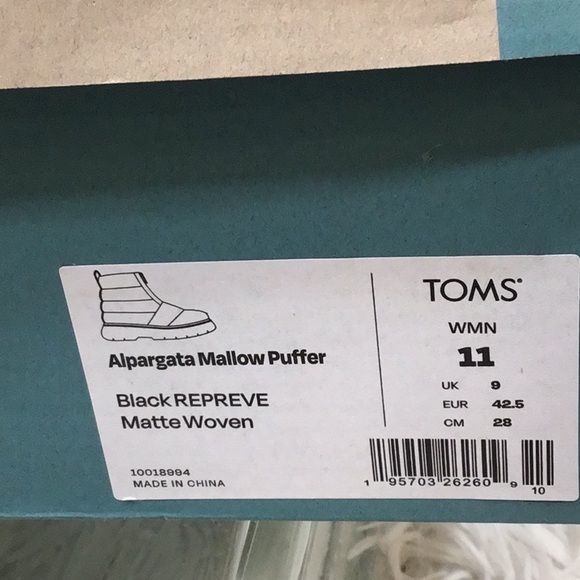 Alpargata Mallow Puffer
Black REPREVE
Matte Woven
10018994
MADE IN CHINA
TOMS®
WMN
11
UK 9
EUR 42.5
CM 28
1 95703 26260 9 10